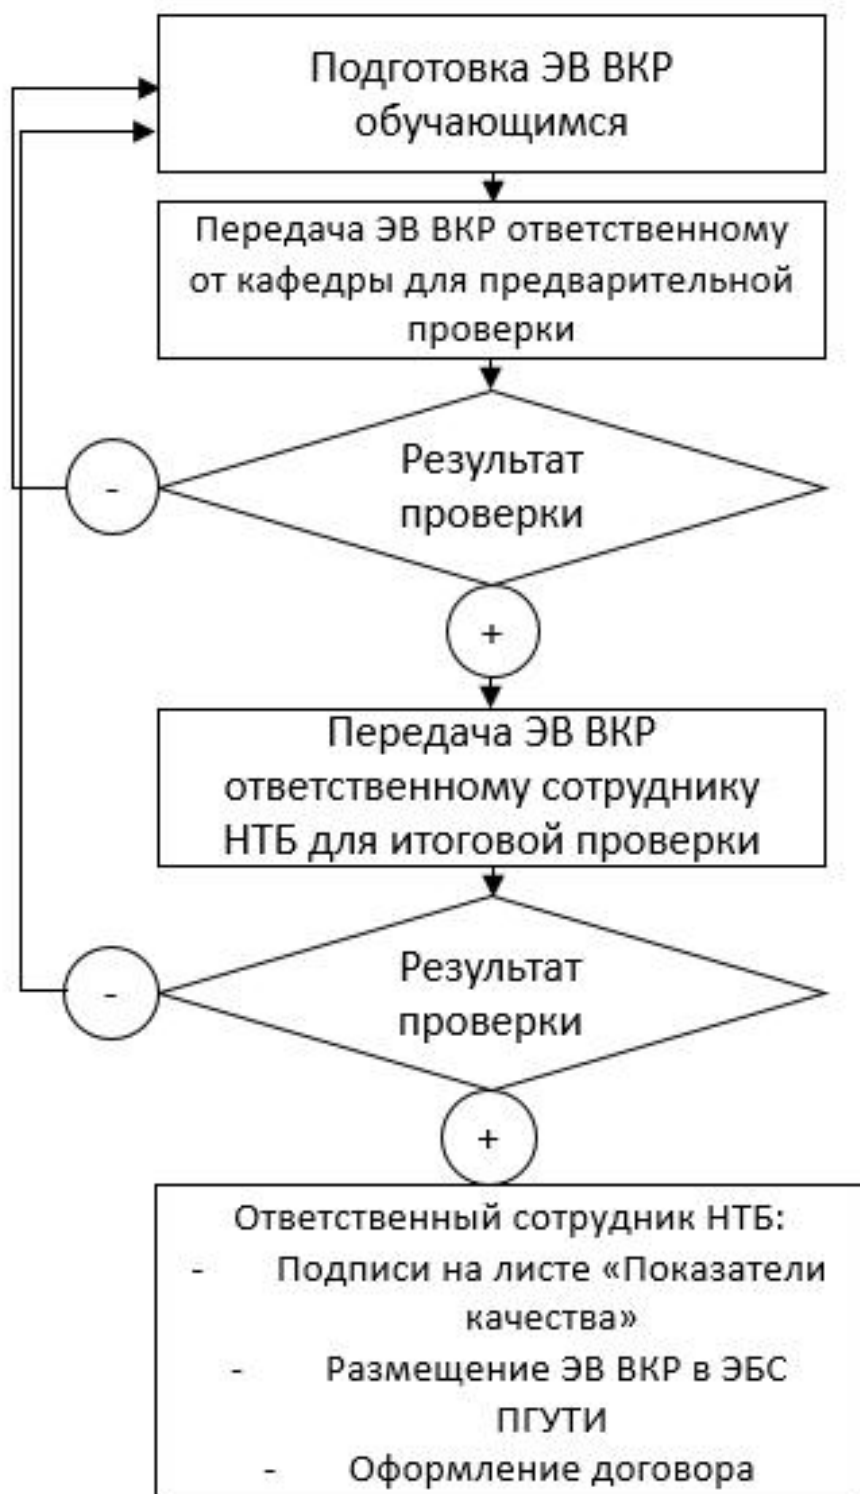 Подготовка ЭВ ВКР
обучающимся
Передача ЭВ ВКР ответственному
от кафедры для предварительной
проверки
Результат
проверки
-
+
Передача ЭВ ВКР
ответственному сотруднику
НТБ для итоговой проверки
Результат
проверки
-
+
Ответственный сотрудник НТБ:
- Подписи на листе «Показатели
качества»
- Размещение ЭВ ВКР в ЭБС
ПГУТИ
- Оформление договора